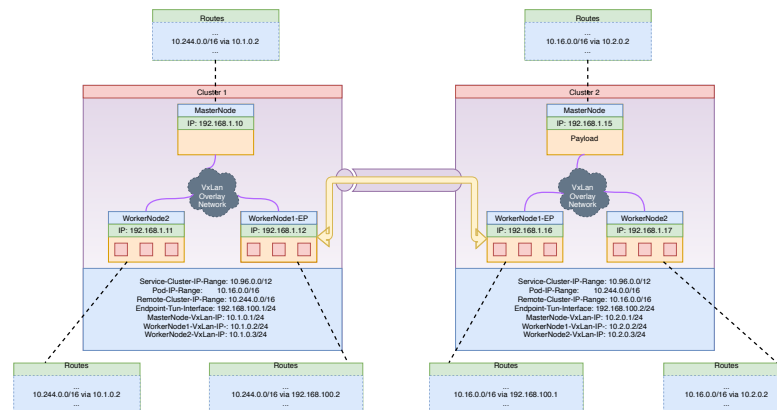 Routes
...
10.244.0.0/16 via 10.1.0.2
...
Routes
...
10.16.0.0/16 via 10.2.0.2
...
Cluster 1
MasterNode
IP: 192.168.1.10
VxLan
Overlay
Network
WorkerNode2
IP: 192.168.1.11
WorkerNode1-EP
IP: 192.168.1.12
Service-Cluster-IP-Range: 10.96.0.0/12
Pod-IP-Range: 10.16.0.0/16
Remote-Cluster-IP-Range: 10.244.0.0/16
Endpoint-Tun-Interface: 192.168.100.1/24
MasterNode-VxLan-IP: 10.1.0.1/24
WorkerNode1-VxLan-IP-: 10.1.0.2/24
WorkerNode2-VxLan-IP: 10.1.0.3/24
Cluster 2
MasterNode
IP: 192.168.1.15
Payload
VxLan
Overlay
Network
WorkerNode1-EP
IP: 192.168.1.16
WorkerNode2
IP: 192.168.1.17
Service-Cluster-IP-Range: 10.96.0.0/12
Pod-IP-Range: 10.244.0.0/16
Remote-Cluster-IP-Range: 10.16.0.0/16
Endpoint-Tun-Interface: 192.168.100.2/24
MasterNode-VxLan-IP: 10.2.0.1/24
WorkerNode1-VxLan-IP: 10.2.0.2/24
WorkerNode2-VxLan-IP: 10.2.0.3/24
Routes
...
10.244.0.0/16 via 10.1.0.2
...
Routes
...
10.244.0.0/16 via 192.168.100.2
...
Routes
...
10.16.0.0/16 via 192.168.100.1
...
Routes
...
10.16.0.0/16 via 10.2.0.2
...